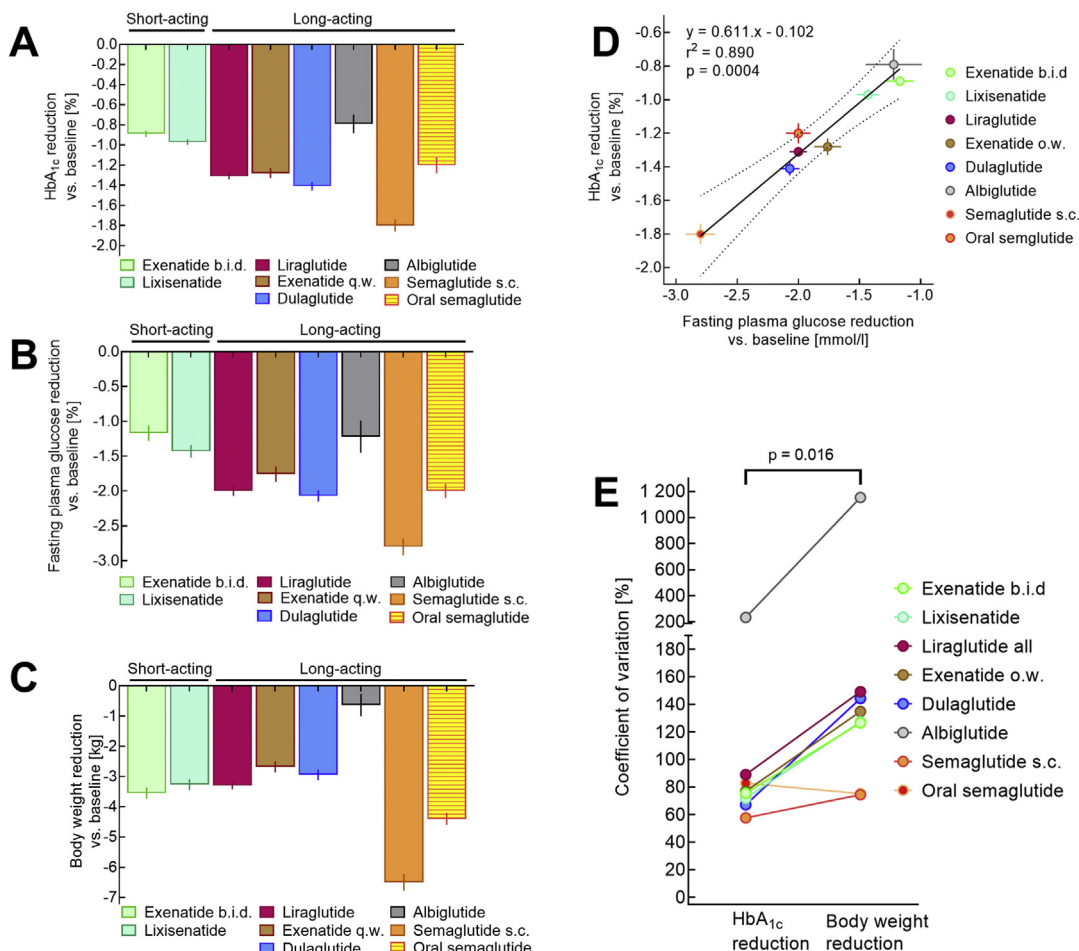 A
Short-acting Long-acting
HbA1c reduction
vs. baseline [%]
0.0
-0.2
-0.4
-0.6
-0.8
-1.0
-1.2
-1.4
-1.6
-1.8
-2.0
Exenatide b.i.d. Liraglutide Albiglutide
Lixisenatide Exenatide q.w. Semaglutide s.c.
Dulaglutide Oral semaglutide
B
Short-acting Long-acting
Fasting plasma glucose reduction
vs. baseline [%]
0.0
-0.5
-1.0
-1.5
-2.0
-2.5
-3.0
Exenatide b.i.d. Liraglutide Albiglutide
Lixisenatide Exenatide q.w. Semaglutide s.c.
Dulaglutide Oral semaglutide
C
Short-acting Long-acting
Body weight reduction
vs. baseline [kg]
0
-1
-2
-3
-4
-5
-6
-7
Exenatide b.i.d. Liraglutide Albiglutide
Lixisenatide Exenatide q.w. Semaglutide s.c.
Dulaglutide Oral semaglutide
D
y = 0.611.x - 0.102
r2 = 0.890
p = 0.0004
HbA1c reduction
vs. baseline [%]
-0.6
-0.8
-1.0
-1.2
-1.4
-1.6
-1.8
-2.0
-3.0 -2.5 -2.0 -1.5 -1.0
Fasting plasma glucose reduction
vs. baseline [mmol/l]
Exenatide b.i.d
Lixisenatide
Liraglutide
Exenatide o.w.
Dulaglutide
Albiglutide
Semaglutide s.c.
Oral semglutide
E
p = 0.016
Coefficient of variation [%]
1 200
1 000
800
600
400
200
180
160
140
120
100
80
60
40
20
0
HbA1c Body weight
reduction reduction
Exenatide b.i.d
Lixisenatide
Liraglutide all
Exenatide o.w.
Dulaglutide
Albiglutide
Semaglutide s.c.
Oral semaglutide